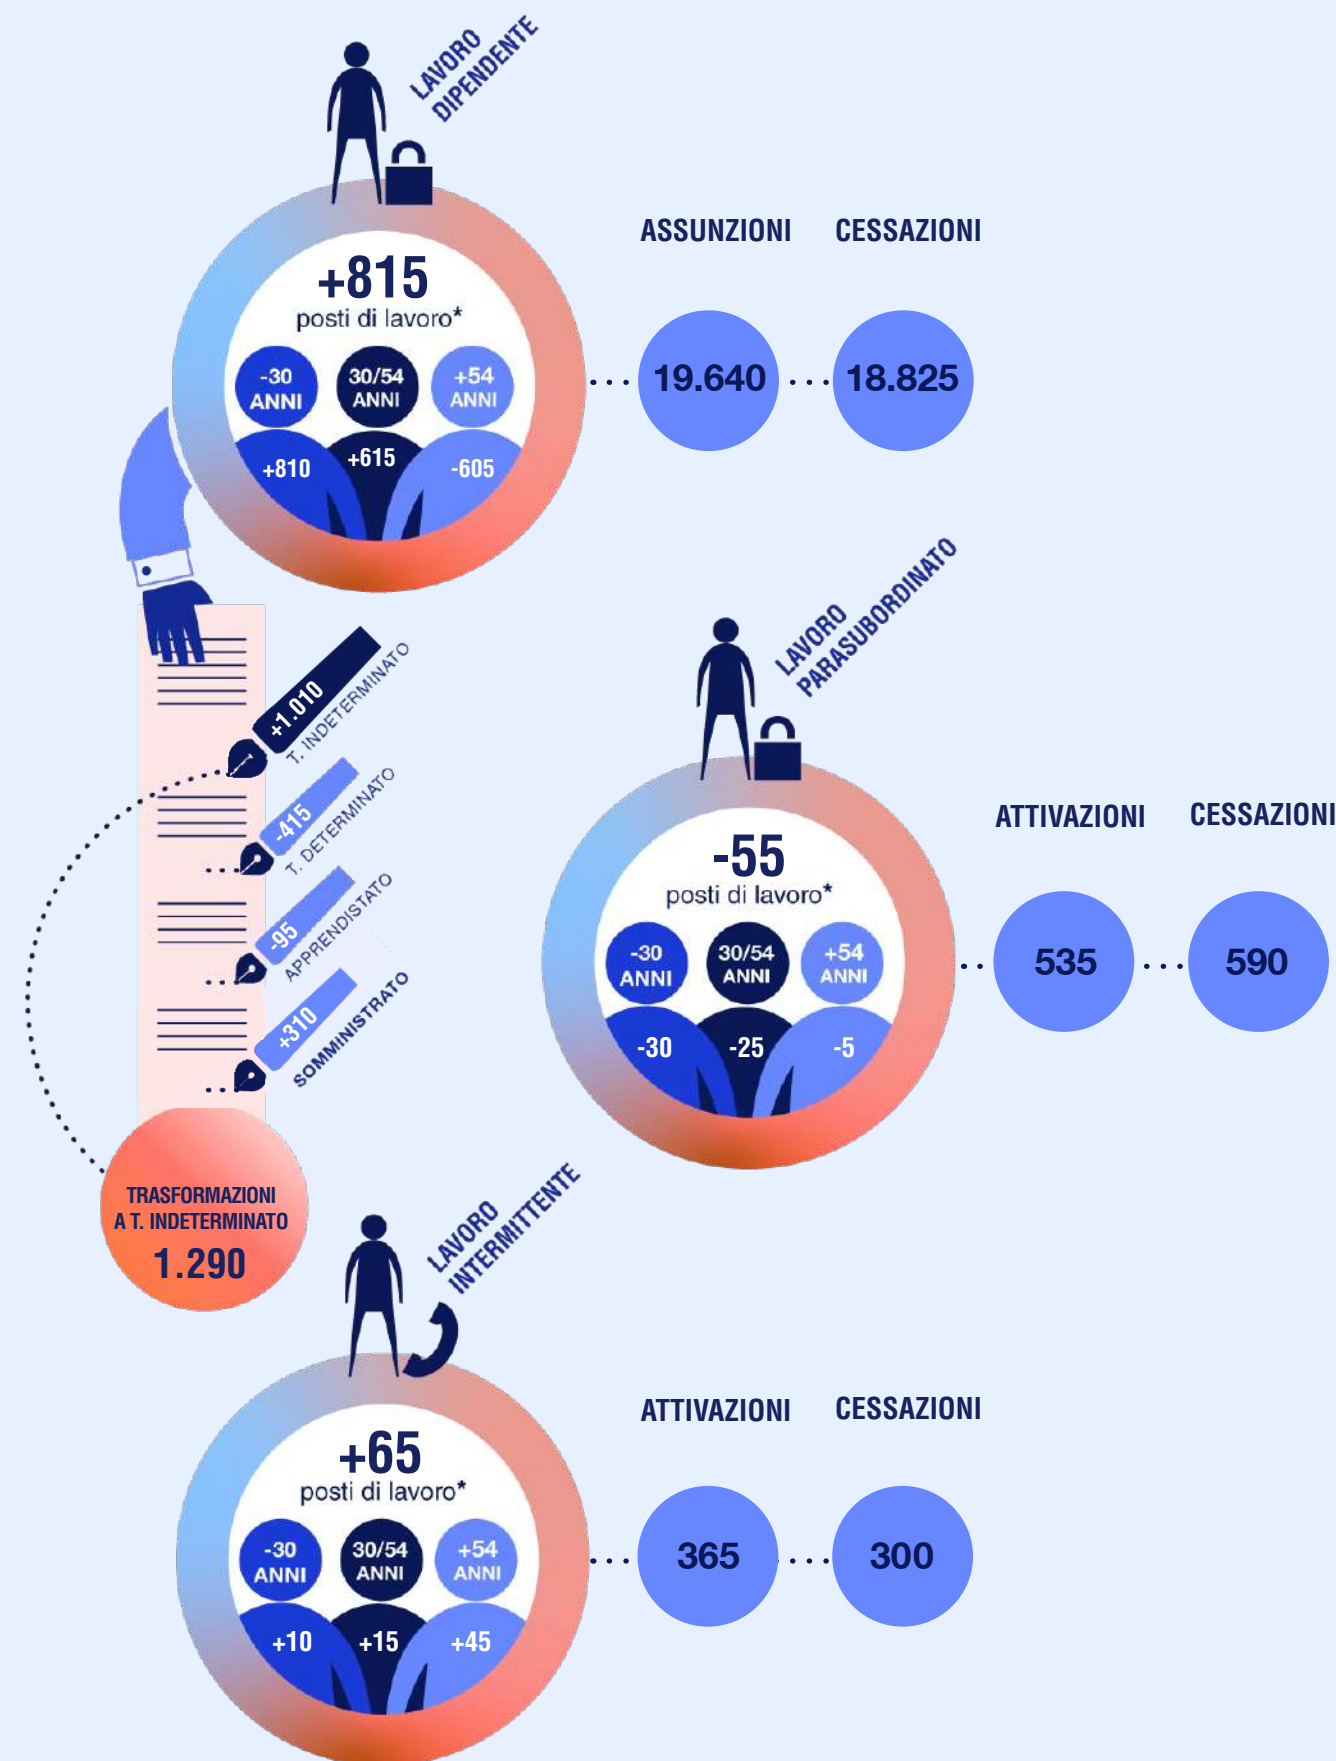 LAVORO
DIPENDENTE
ASSUNZIONI
CESSAZIONI
+815
posti di lavoro*
-30
ANNI
30/54
ANNI
+54
ANNI
+810
+615
-605
... 19.640 ... 18.825
+1.010
T. INDETERMINATO
-415
T. DETERMINATO
-95
APPRENDISTATO
+310
SOMMINISTRATO
TRASFORMAZIONI
A T. INDETERMINATO
1.290
LAVORO
PARASUBORDINATO
ATTIVAZIONI
CESSAZIONI
-55
posti di lavoro*
-30
ANNI
30/54
ANNI
+54
ANNI
-30
-25
-5
.. 535 ... 590
LAVORO
INTERMITTENTE
ATTIVAZIONI
CESSAZIONI
+65
posti di lavoro*
-30
ANNI
30/54
ANNI
+54
ANNI
+10
+15
+45
... 365 ... 300